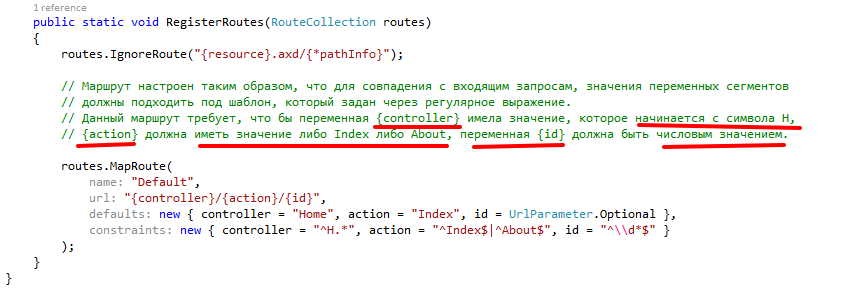 1 reference
public static void RegisterRoutes(RouteCollection routes)
{
routes.IgnoreRoute("{resource}.axd/{*pathInfo}");
// Маршрут настроен таким образом, что для совпадения с входящим запросам, значения переменных сегментов
// должны подходить под шаблон, который задан через регулярное выражение.
// Данный маршрут требует, что бы переменная {controller} имела значение, которое начинается с символа H,
// {action} должна иметь значение либо Index либо About, переменная {id} должна быть числовым значением.
routes.MapRoute(
name: "Default",
url: "{controller}/{action}/{id}",
defaults: new { controller = "Home", action = "Index", id = UrlParameter.Optional },
constraints: new { controller = "^H.*", action = "^Index$|^About$", id = "^\\d*$" }
);
}
}